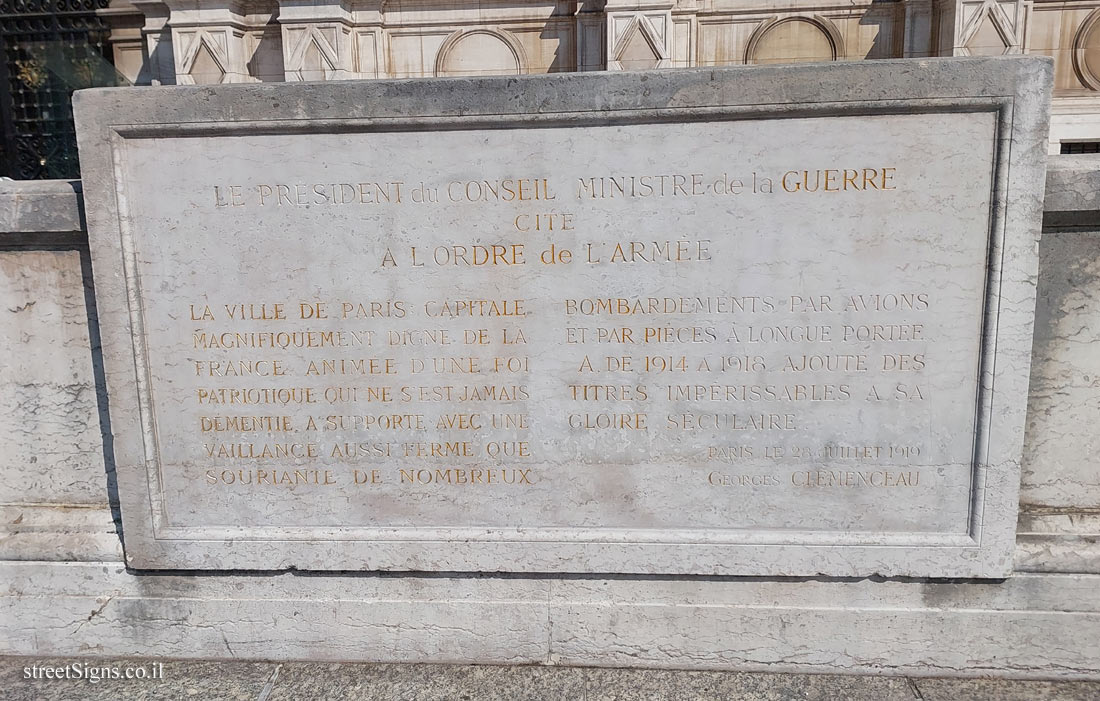 LE PRÉSIDENT du CONSEIL MINISTRE de la GUERRE
CITE
A L'ORDRE de L'ARMÉE
LA VILLE DE PARIS CAPITALE
MAGNIFIQUEMENT DIGNE DE LA
FRANCE ANIMÉE D'UNE FOI
PATRIOTIQUE QUI NE S'EST JAMAIS
DÉMENTIE, A SUPPORTÉ AVEC UNE
VAILLANCE AUSSI FERME QUE
SOURIANTE DE NOMBREUX
BOMBARDEMENTS PAR AVIONS
ET PAR PIÈCES À LONGUE PORTÉE.
A, DE 1914 A 1918, AJOUTÉ DES
TITRES IMPÉRISSABLES A SA
GLOIRE SÉCULAIRE.
PARIS, LE 28 JUILLET 1919
GEORGES CLÉMENCEAU
streetSigns.co.il